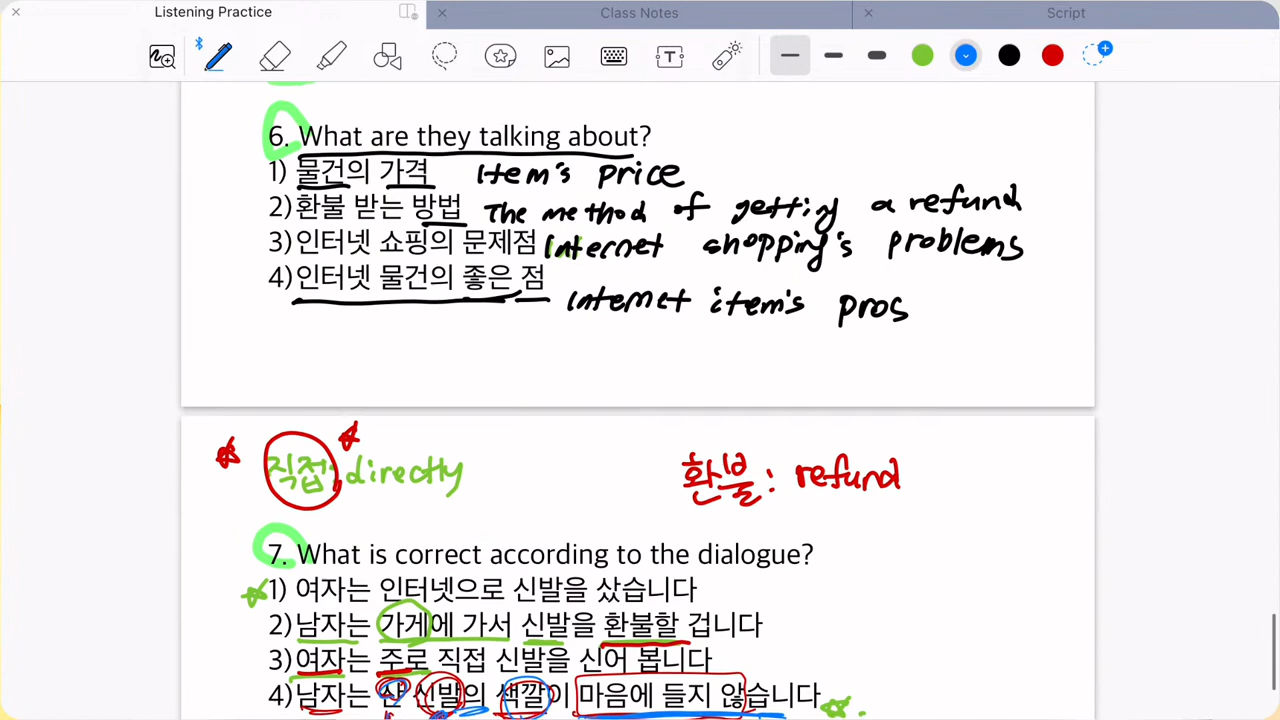 Listening Practice
Class Notes
Script
6. What are they talking about?
1) 물건의 가격 Item's price
2) 환불 받는 방법 The method of getting a refund
3) 인터넷 쇼핑의 문제점 Internet shopping's problems
4) 인터넷 물건의 좋은 점
Internet item's pros
직접: directly
환불: refund
7. What is correct according to the dialogue?
1) 여자는 인터넷으로 신발을 샀습니다
2) 남자는 가게에 가서 신발을 환불할 겁니다
3) 여자는 주로 직접 신발을 신어 봅니다
4) 남자는 산 신발의 색깔이 마음에 들지 않습니다